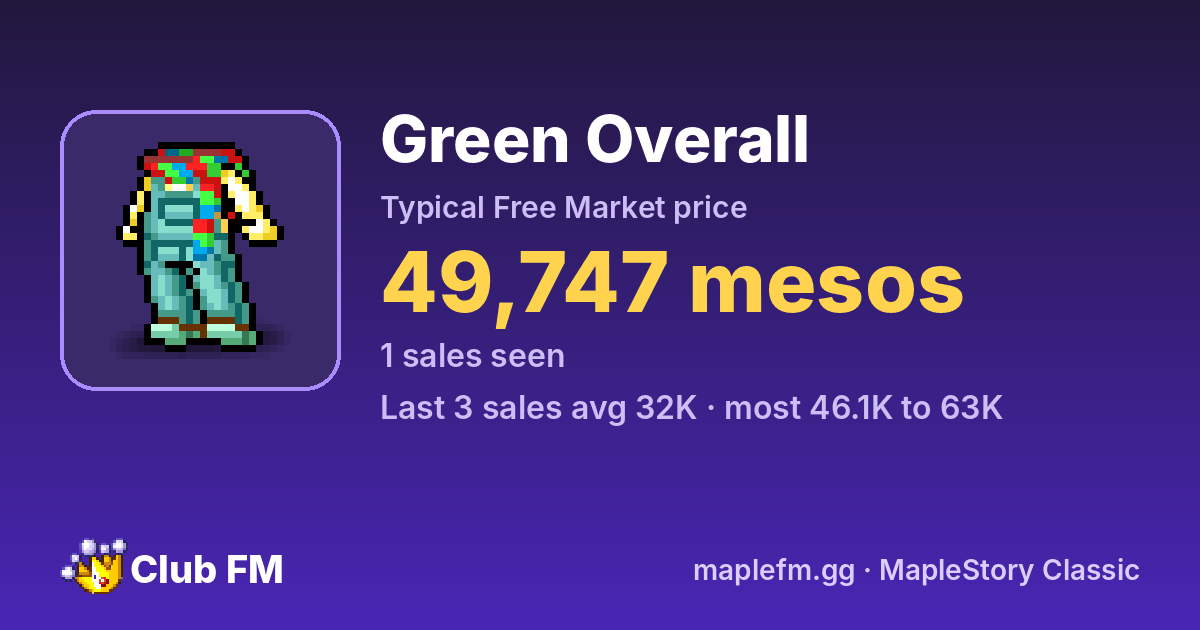 Green Overall
Typical Free Market price
49,747 mesos
1 sales seen
Last 3 sales avg 32K · most 46.1K to 63K
Club FM
maplefm.gg · MapleStory Classic